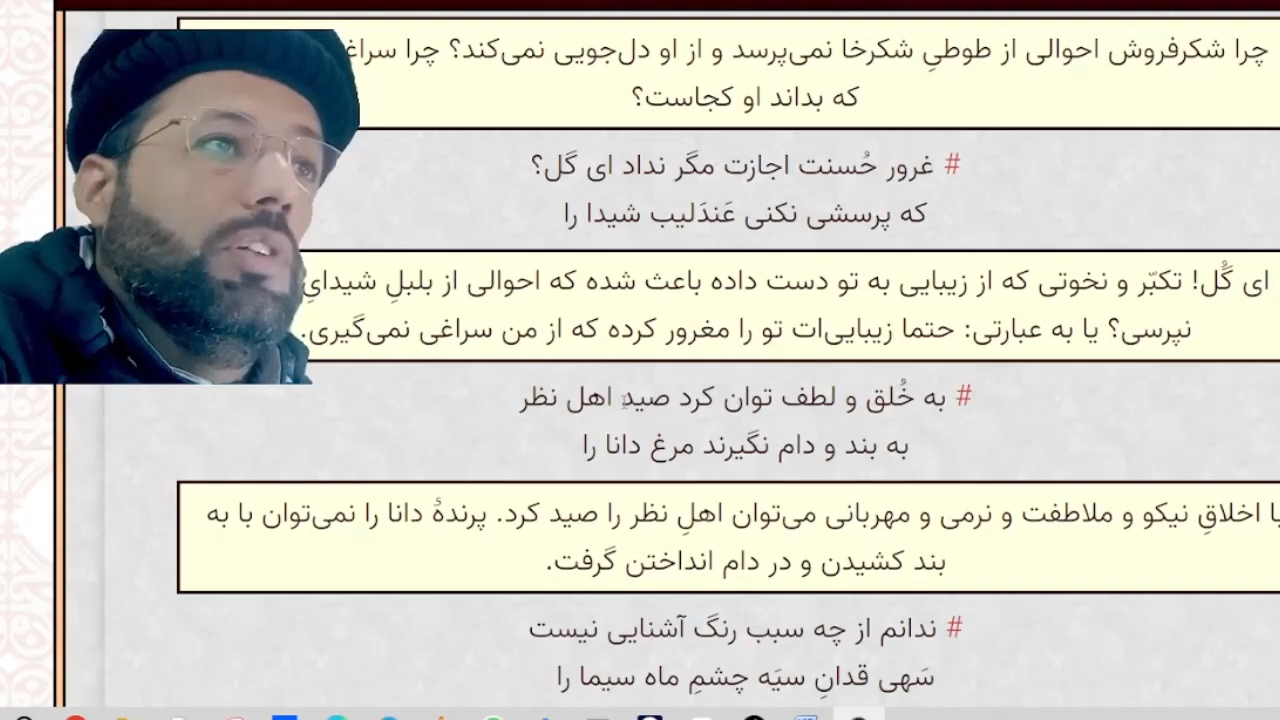 چرا شکرفروش احوالی از طوطیِ شکرخا نمی‌پرسد و از او دل‌جویی نمی‌کند؟ چرا
که بداند او کجاست؟
# غرور حُسنت اجازت مگر نداد ای گل؟
که پرسشی نکنی عَندَلیب شیدا را
ای گُل! تکبّر و نخوتی که از زیبایی به تو دست داده باعث شده که احوالی از بلبلِ شیدایِ
نپرسی؟ یا به عبارتی: حتما زیبایی‌ات تو را مغرور کرده که از من سراغی نمی‌گیری.
# به خُلق و لطف توان کرد صید اهل نظر
به بند و دام نگیرند مرغ دانا را
اخلاقِ نیکو و ملاطفت و نرمی و مهربانی می‌توان اهلِ نظر را صید کرد. پرندهٔ دانا را نمی‌توان با به
بند کشیدن و در دام انداختن گرفت.
# ندانم از چه سبب رنگ آشنایی نیست
سَهی قدانِ سیَه چشمِ ماه سیما را